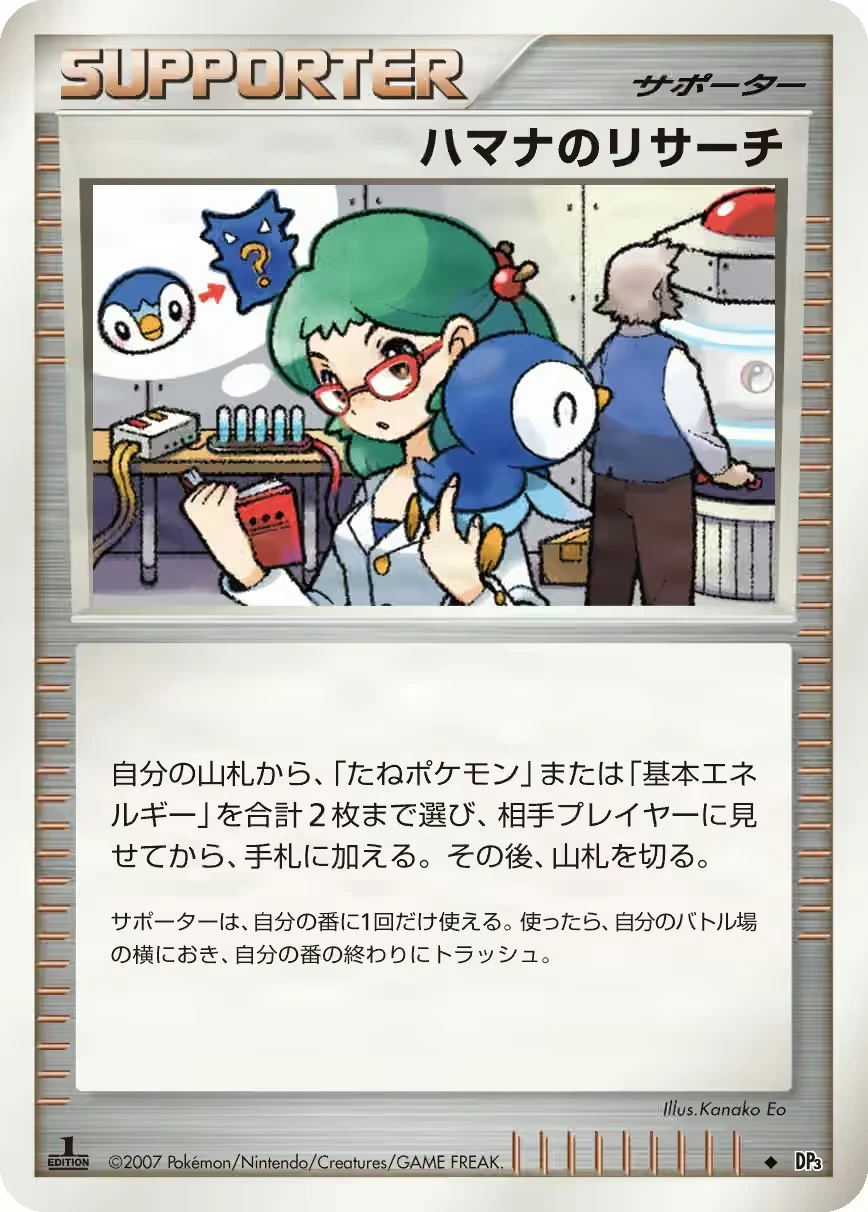 SUPPORTER
サポーター
ハマナのリサーチ
?
自分の山札から、「たねポケモン」または「基本エネ
ルギー」を合計2枚まで選び、相手プレイヤーに見
せてから、手札に加える。その後、山札を切る。
サポーターは、自分の番に1回だけ使える。使ったら、自分のバトル場
の横におき、自分の番の終わりにトラッシュ。
Illus.Kanako Eo
1
EDITION
©2007 Pokémon/Nintendo/Creatures/GAME FREAK.
◆ DP3